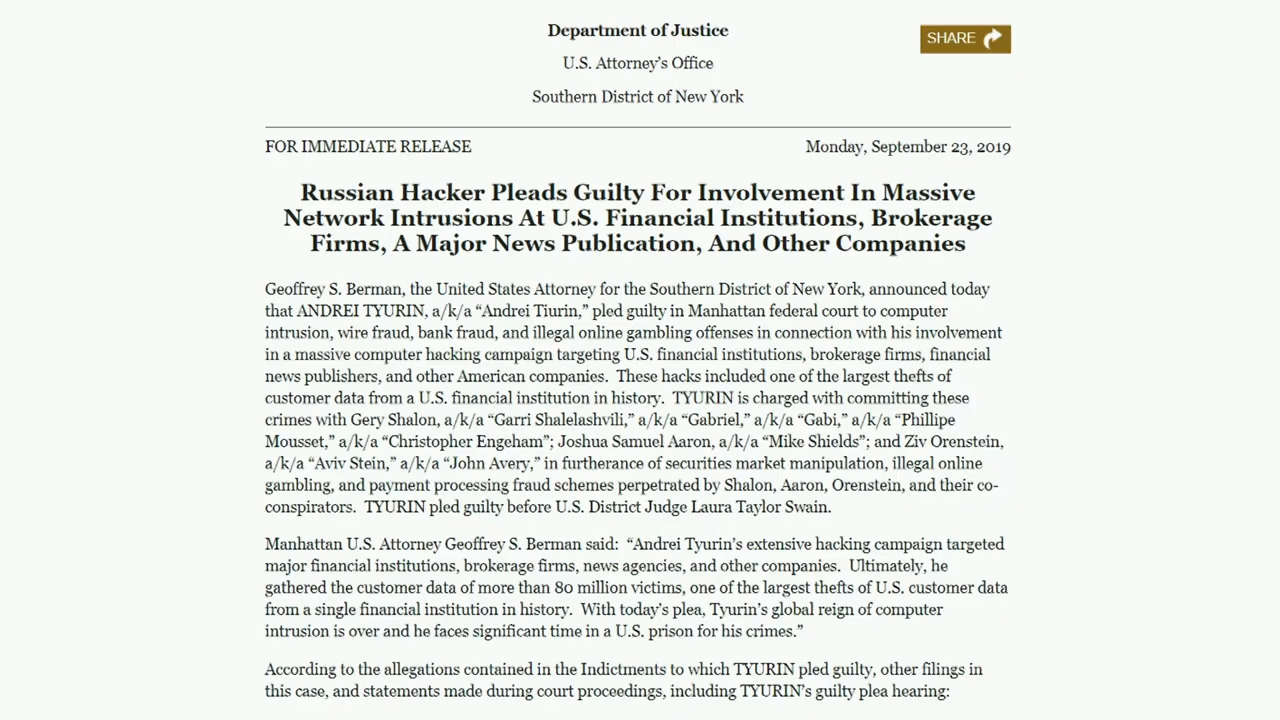 Department of Justice
SHARE
U.S. Attorney’s Office
Southern District of New York
FOR IMMEDIATE RELEASE
Monday, September 23, 2019
Russian Hacker Pleads Guilty For Involvement In Massive
Network Intrusions At U.S. Financial Institutions, Brokerage
Firms, A Major News Publication, And Other Companies
Geoffrey S. Berman, the United States Attorney for the Southern District of New York, announced today
that ANDREI TYURIN, a/k/a “Andrei Tiurin,” pled guilty in Manhattan federal court to computer
intrusion, wire fraud, bank fraud, and illegal online gambling offenses in connection with his involvement
in a massive computer hacking campaign targeting U.S. financial institutions, brokerage firms, financial
news publishers, and other American companies.  These hacks included one of the largest thefts of
customer data from a U.S. financial institution in history.  TYURIN is charged with committing these
crimes with Gery Shalon, a/k/a “Garri Shalelashvili,” a/k/a “Gabriel,” a/k/a “Gabi,” a/k/a “Phillipe
Mousset,” a/k/a “Christopher Engeham”; Joshua Samuel Aaron, a/k/a “Mike Shields”; and Ziv Orenstein,
a/k/a “Aviv Stein,” a/k/a “John Avery,” in furtherance of securities market manipulation, illegal online
gambling, and payment processing fraud schemes perpetrated by Shalon, Aaron, Orenstein, and their co-
conspirators.  TYURIN pled guilty before U.S. District Judge Laura Taylor Swain.
Manhattan U.S. Attorney Geoffrey S. Berman said:  “Andrei Tyurin’s extensive hacking campaign targeted
major financial institutions, brokerage firms, news agencies, and other companies.  Ultimately, he
gathered the customer data of more than 80 million victims, one of the largest thefts of U.S. customer data
from a single financial institution in history.  With today’s plea, Tyurin’s global reign of computer
intrusion is over and he faces significant time in a U.S. prison for his crimes.”
According to the allegations contained in the Indictments to which TYURIN pled guilty, other filings in
this case, and statements made during court proceedings, including TYURIN’s guilty plea hearing: